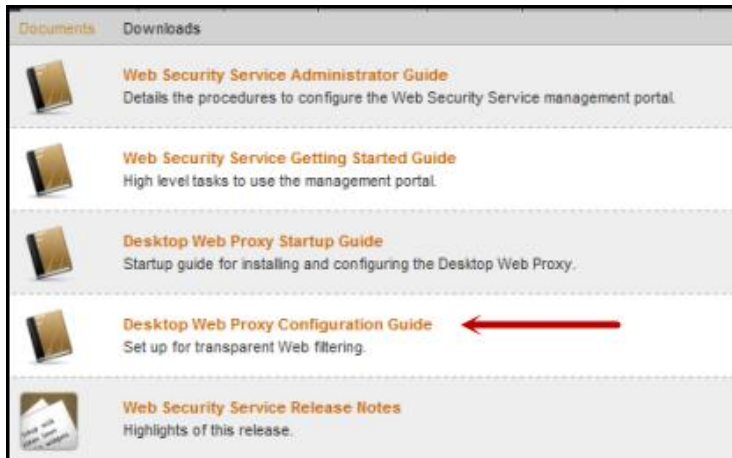 Documents Downloads
Web Security Service Administrator Guide
Details the procedures to configure the Web Security Service management portal.
Web Security Service Getting Started Guide
High level tasks to use the management portal.
Desktop Web Proxy Startup Guide
Startup guide for installing and configuring the Desktop Web Proxy.
Desktop Web Proxy Configuration Guide
Set up for transparent Web filtering.
Web Security Service Release Notes
Highlights of this release.